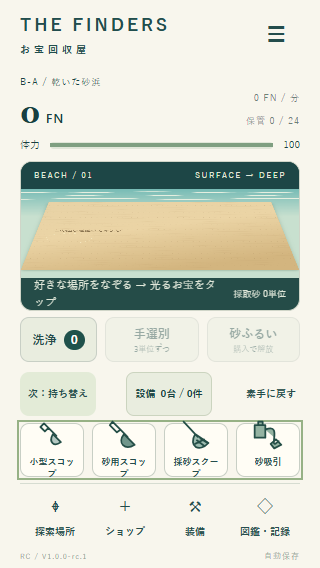 THE FINDERS
お宝回収屋
B-A / 乾いた砂浜
0 FN
0 FN / 分
保管 0 / 24
体力
100
BEACH / 01
SURFACE — DEEP
好きな場所をなぞる → 光るお宝をタップ
採取砂 0単位
洗浄 0
手選別
3単位ずつ
砂ふるい
購入で解放
次：持ち替え
設備 0台 / 0件
素手に戻す
小型スコップ
砂用スコップ
採砂スクープ
砂吸引
探索場所
ショップ
装備
図鑑・記録
RC / V1.0.0-rc.1
自動保存